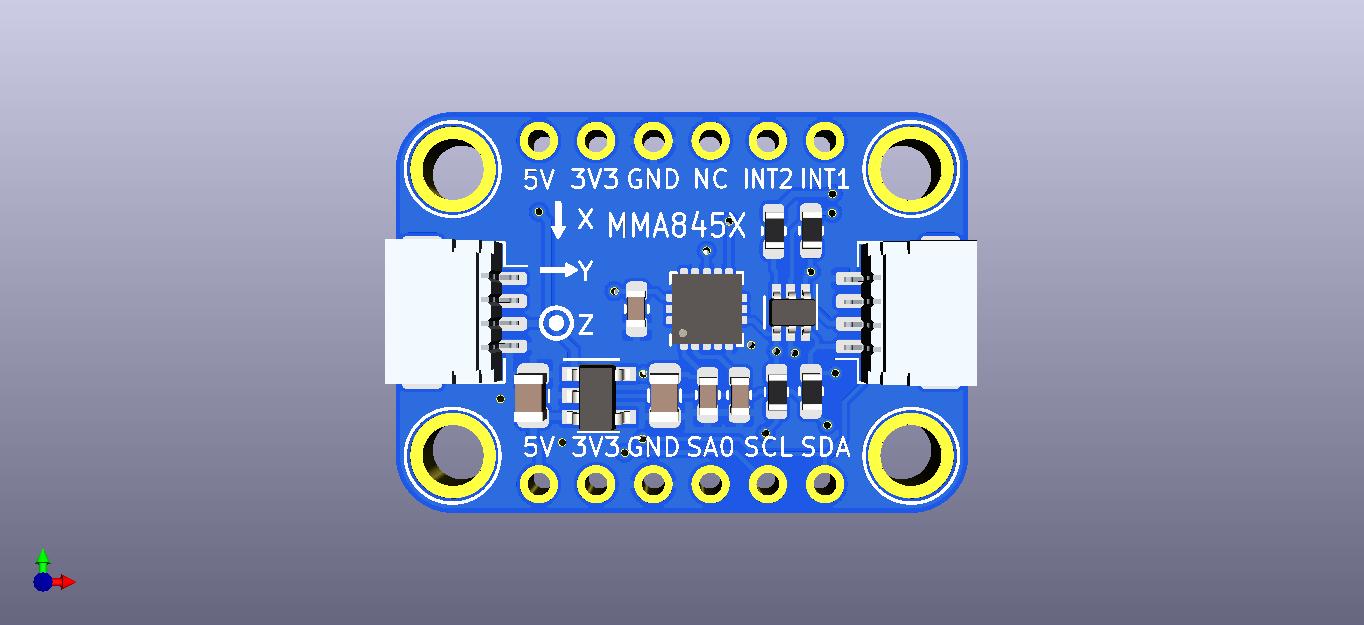 5V 3V3 GND NC INT2 INT1
X MMA845X
Y
Z
5V 3V3 GND SA0 SCL SDA